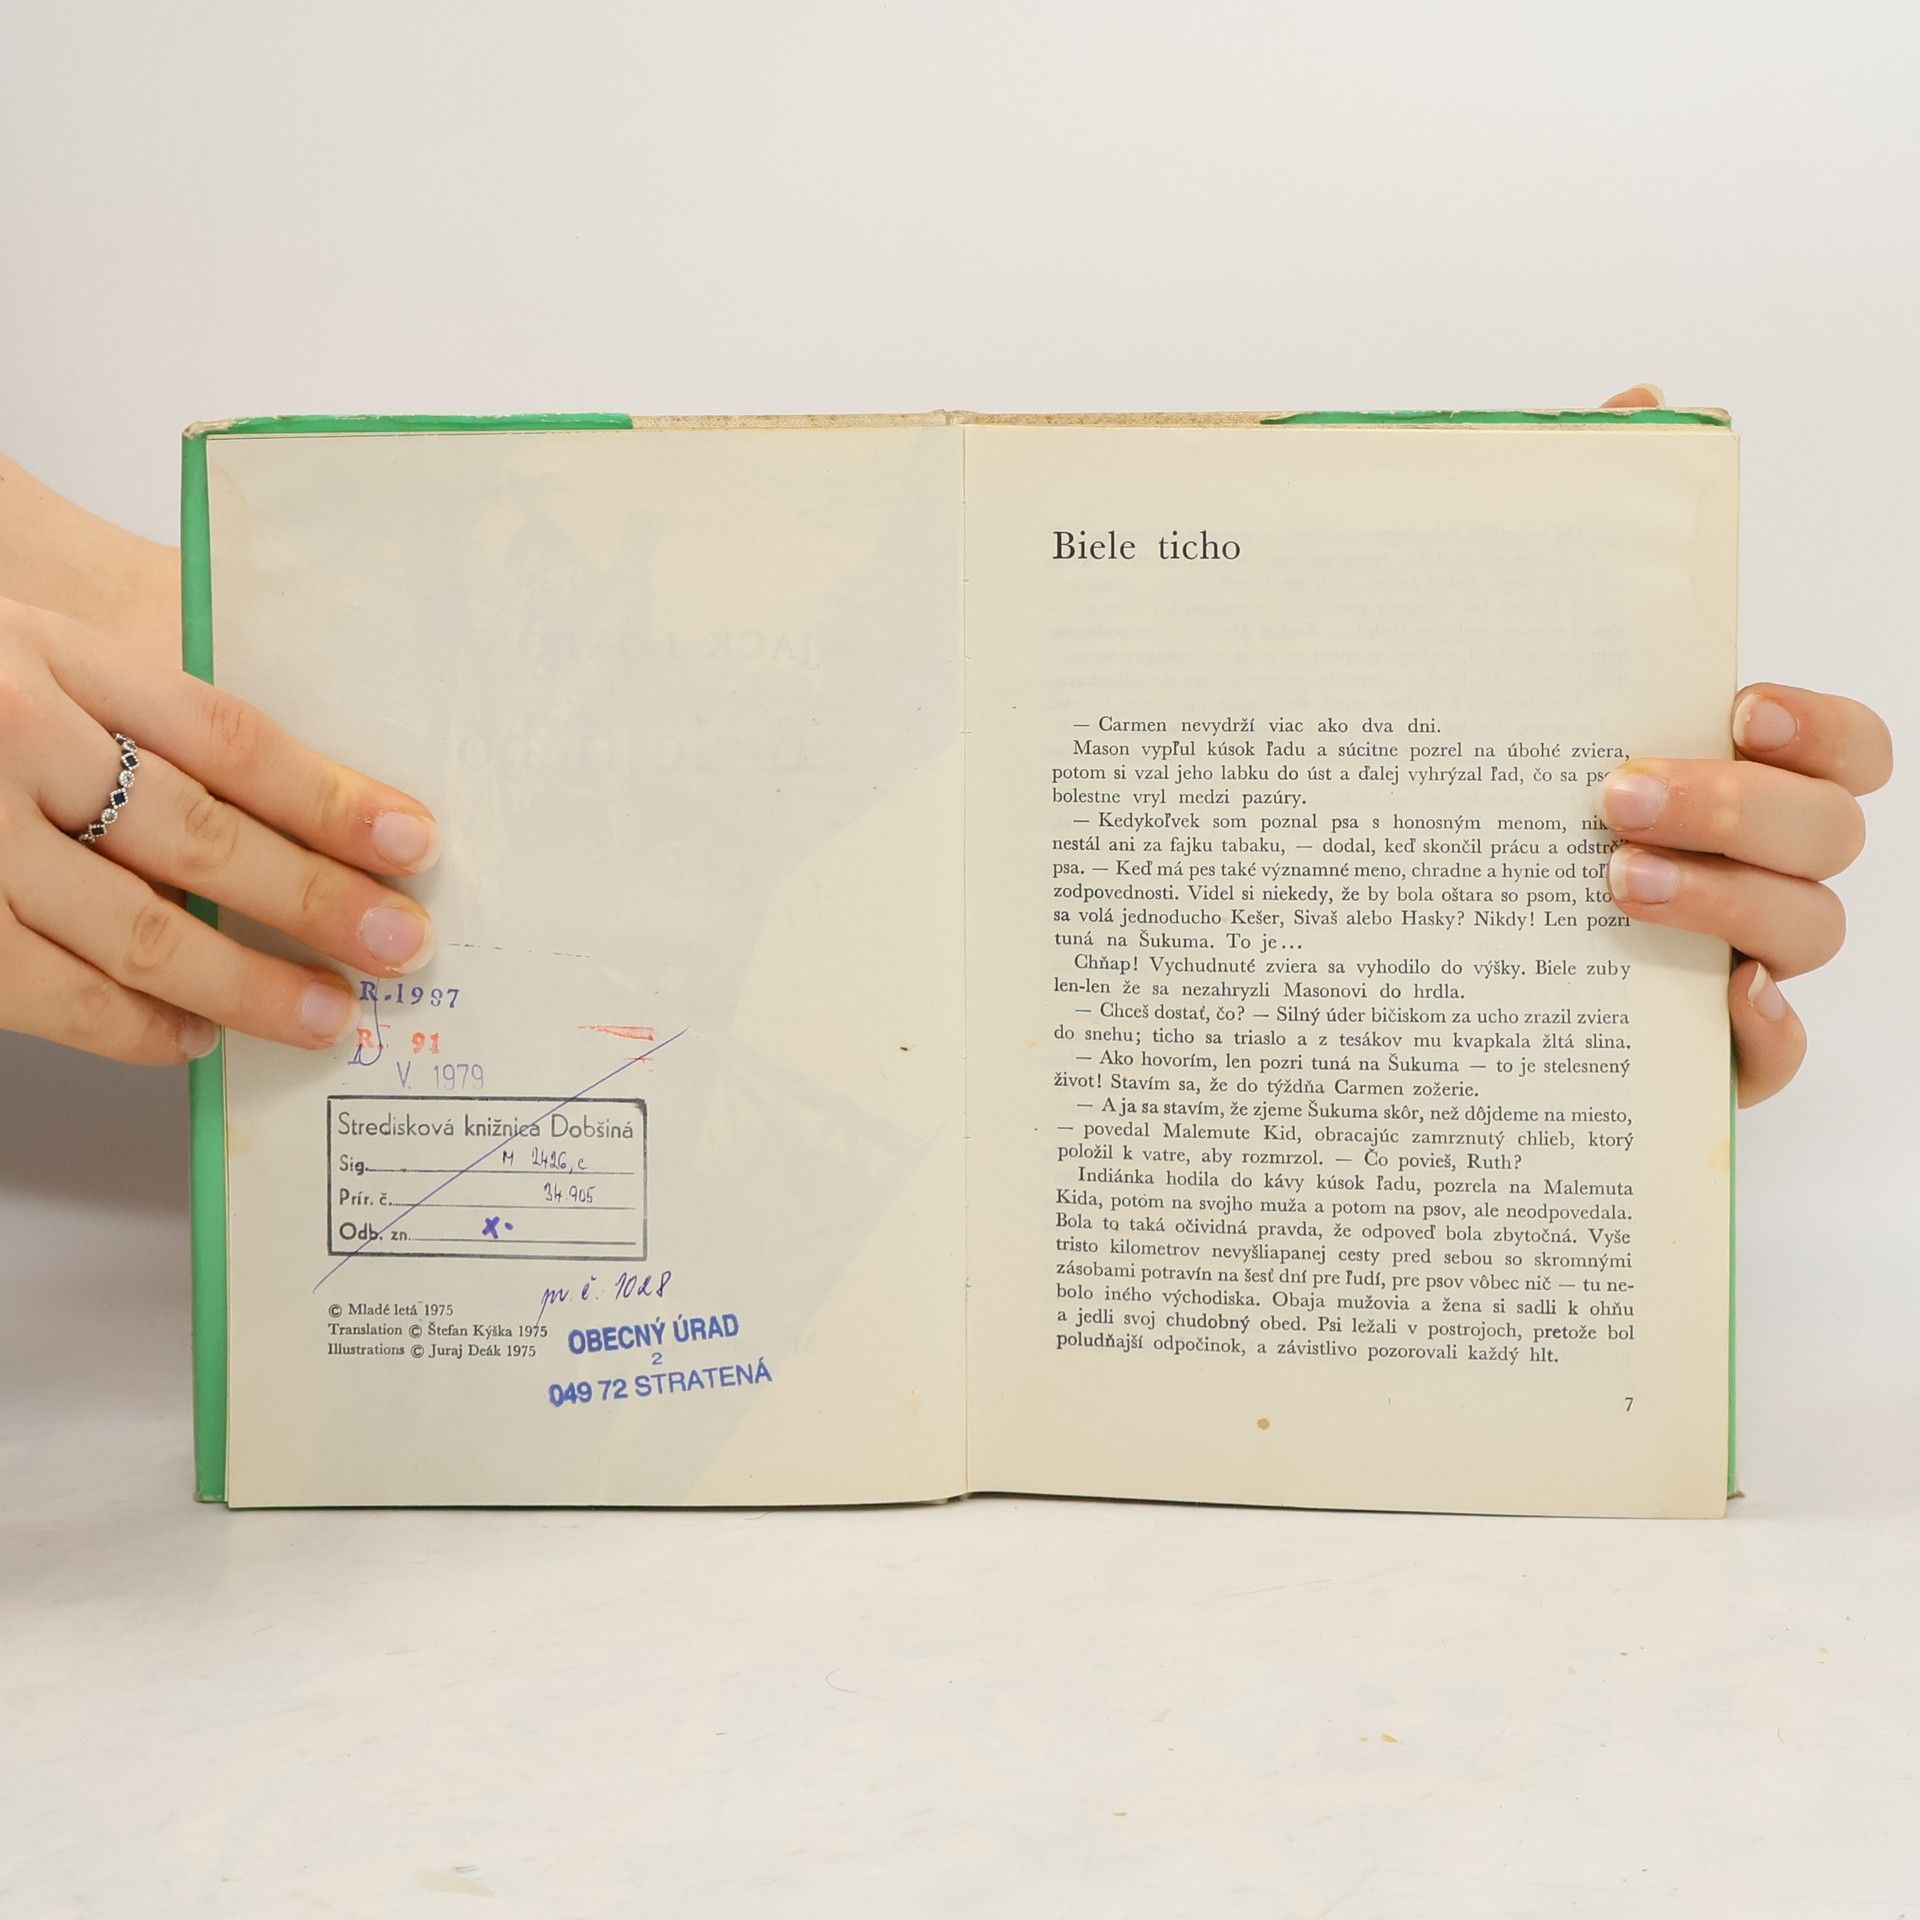 R. 1987
R. 91
V. 1979
Stredisková knižnica Dobšiná
Sig. M 2426, c
Prír. č. 34.905
Odb. zn. x.
pr. č. 1028
© Mladé letá 1975
Translation © Štefan Kýška 1975
Illustrations © Juraj Deák 1975
OBECNÝ ÚRAD
2
049 72 STRATENÁ
Biele ticho
— Carmen nevydrží viac ako dva dni.
Mason vypľul kúsok ľadu a súcitne pozrel na úbohé zviera,
potom si vzal jeho labku do úst a ďalej vyhrýzal ľad, čo sa
bolestne vryl medzi pazúry.
— Kedykoľvek som poznal psa s honosným menom,
nestál ani za fajku tabaku, — dodal, keď skončil prácu a odstrčil
psa. — Keď má pes také významné meno, chradne a hynie od
zodpovednosti. Videl si niekedy, že by bola oštara so psom,
sa volá jednoducho Kešer, Sivaš alebo Hasky? Nikdy! Len pozri
tuná na Šukuma. To je...
Chňap! Vychudnuté zviera sa vyhodilo do výšky. Biele zuby
len-len že sa nezahryzli Masonovi do hrdla.
— Chceš dostať, čo? — Silný úder bičiskom za ucho zrazil zviera
do snehu; ticho sa triaslo a z tesákov mu kvapkala žltá slina.
— Ako hovorím, len pozri tuná na Šukuma — to je stelesnený
život! Stavím sa, že do týždňa Carmen zožerie.
— A ja sa stavím, že zjeme Šukuma skôr, než dôjdeme na miesto,
— povedal Malemute Kid, obracajúc zamrznutý chlieb, ktorý
položil k vatre, aby rozmrzol. — Čo povieš, Ruth?
Indiánka hodila do kávy kúsok ľadu, pozrela na Malemuta
Kida, potom na svojho muža a potom na psov, ale neodpovedala.
Bola to taká očividná pravda, že odpoveď bola zbytočná. Vyše
tristo kilometrov nevyšliapanej cesty pred sebou so skromnými
zásobami potravín na šesť dní pre ľudí, pre psov vôbec nič — tu ne-
bolo iného východiska. Obaja mužovia a žena si sadli k ohňu
a jedli svoj chudobný obed. Psi ležali v postrojoch, pretože bol
poludňajší odpočinok, a závistlivo pozorovali každý hlt.
7